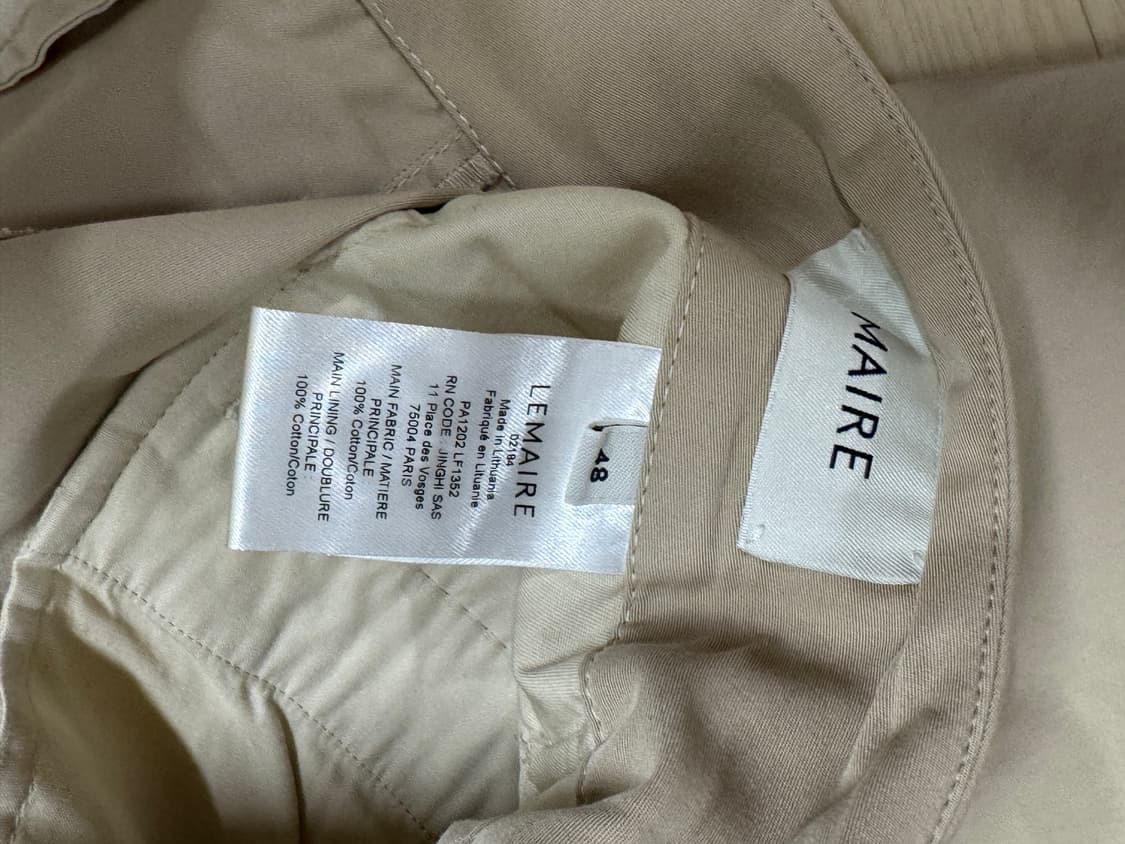 MAIRE
48
LEMAIRE
02184
Made in Lithuania
Fabriqué en Lituanie
PA1202 LF1352
RN CODE : JINGHI SAS
11 Place des Vosges
75004 PARIS
MAIN FABRIC / MATIERE
PRINCIPALE
100% Cotton/Coton
MAIN LINING / DOUBLURE
PRINCIPALE :
100% Cotton/Coton